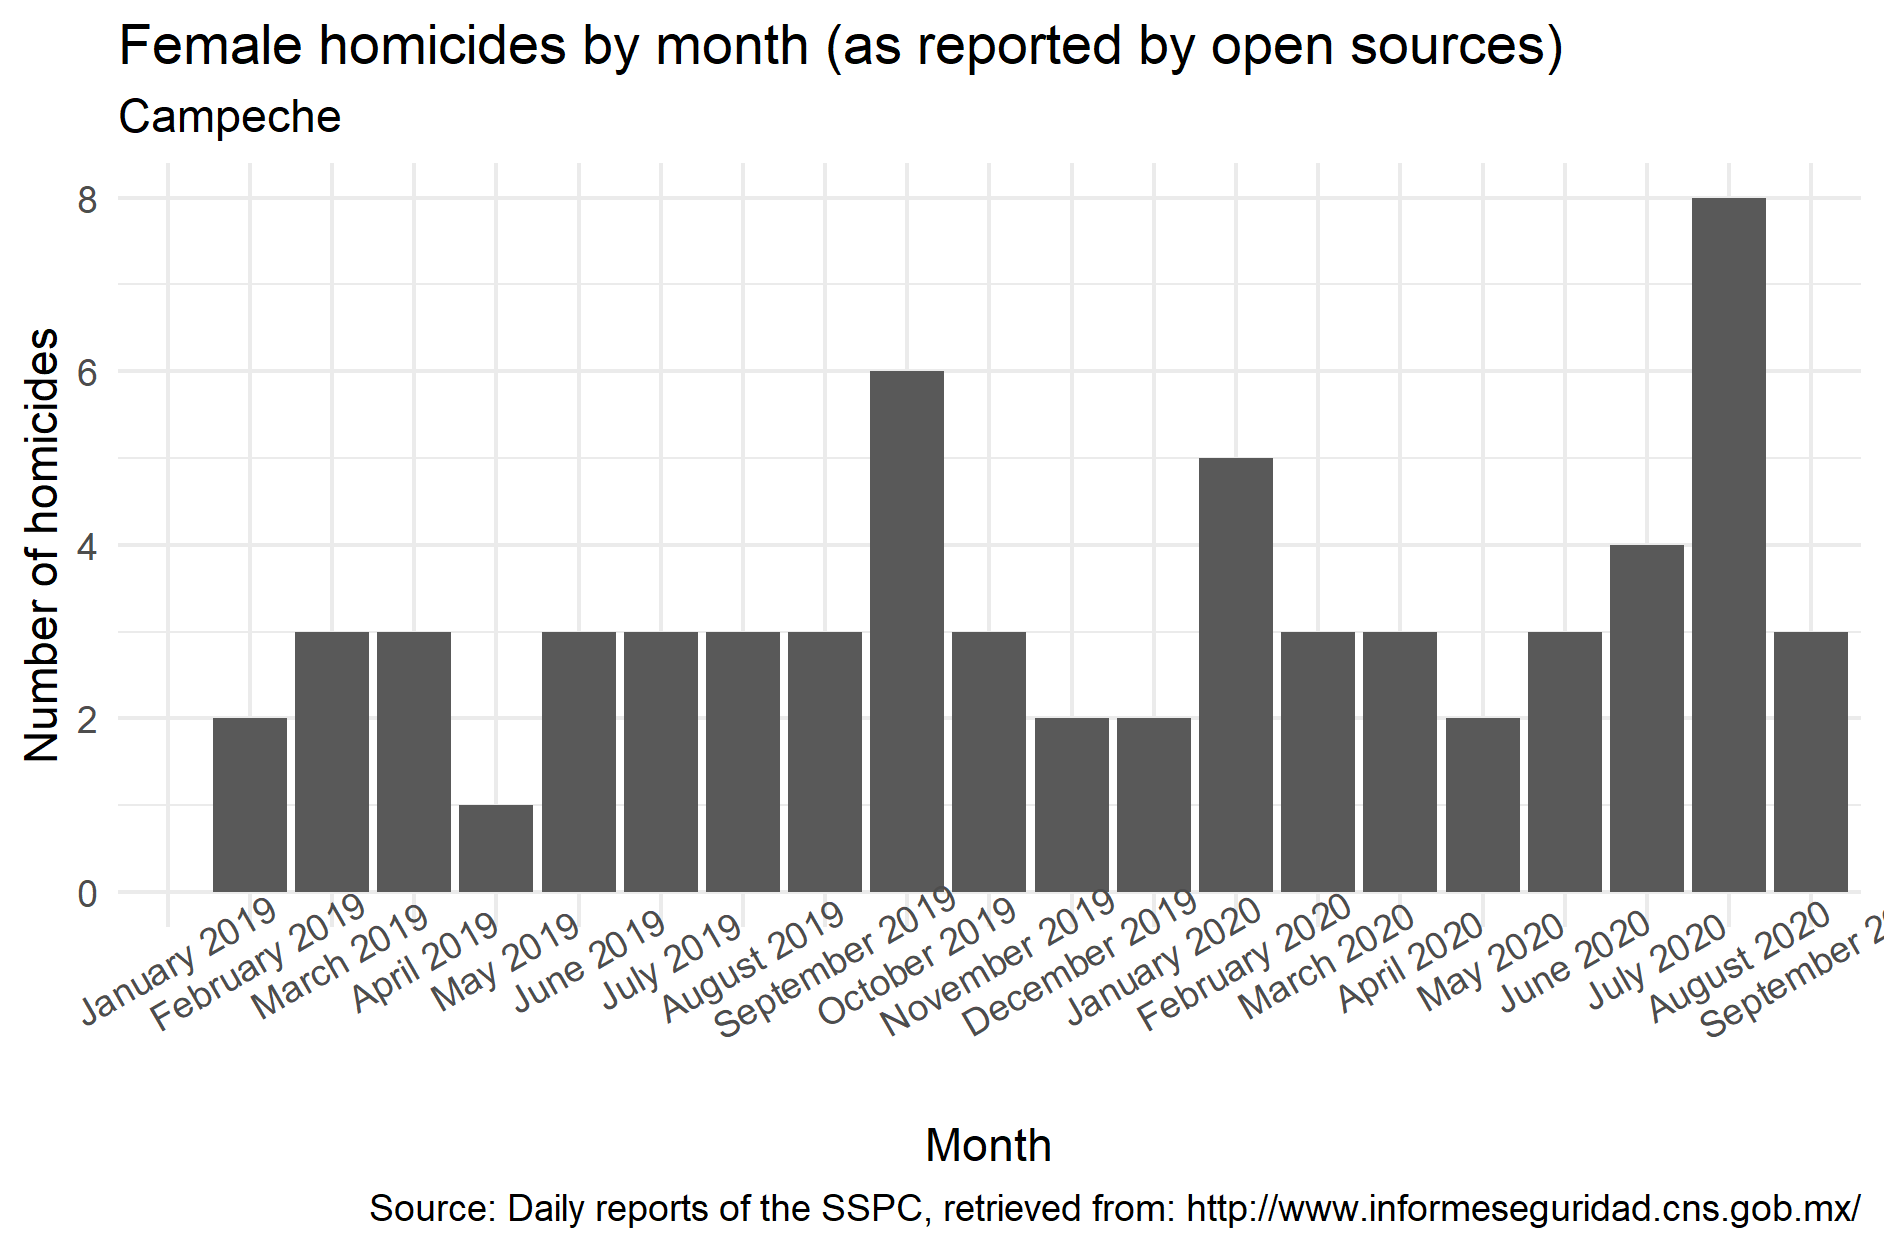 Female homicides by month (as reported by open sources)
Campeche
Number of homicides
8
6
4
2
0
January 2019
February 2019
March 2019
April 2019
May 2019
June 2019
July 2019
August 2019
September 2019
October 2019
November 2019
December 2019
January 2020
February 2020
March 2020
April 2020
May 2020
June 2020
July 2020
August 2020
September 2
Month
Source: Daily reports of the SSPC, retrieved from: http://www.informeseguridad.cns.gob.mx/